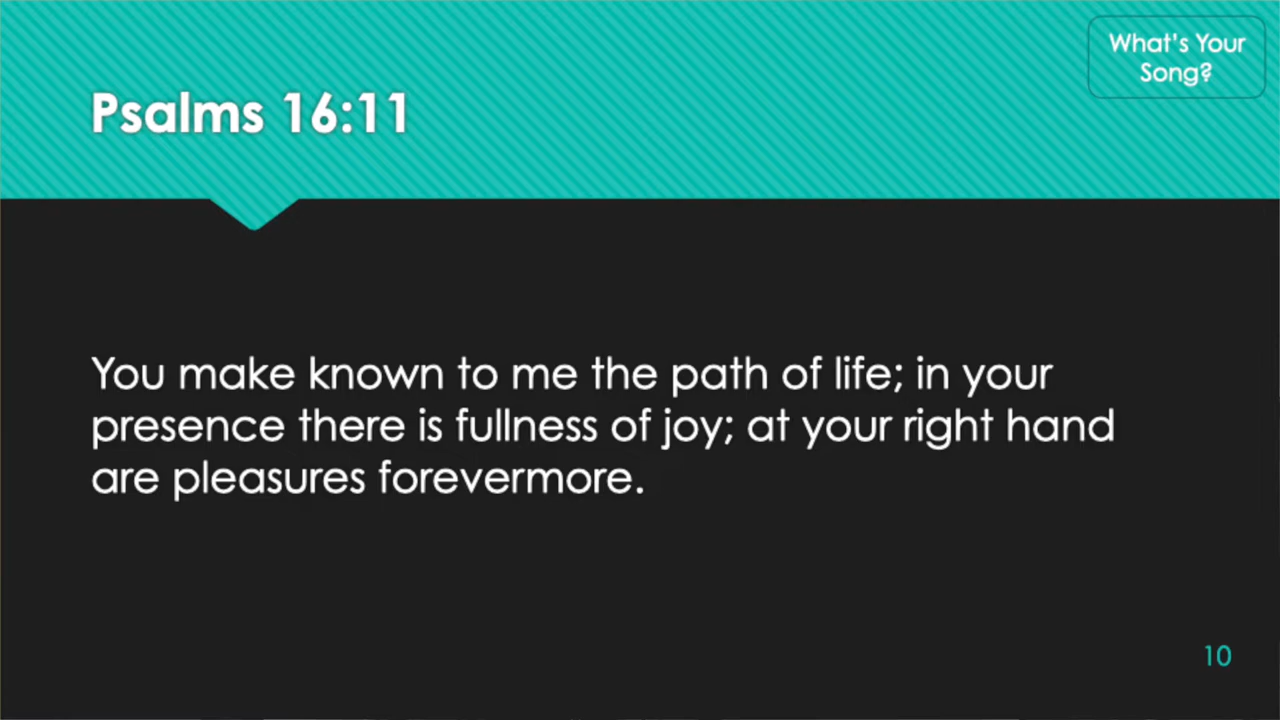 What's Your
Song?
Psalms 16:11
You make known to me the path of life; in your
presence there is fullness of joy; at your right hand
are pleasures forevermore.
10